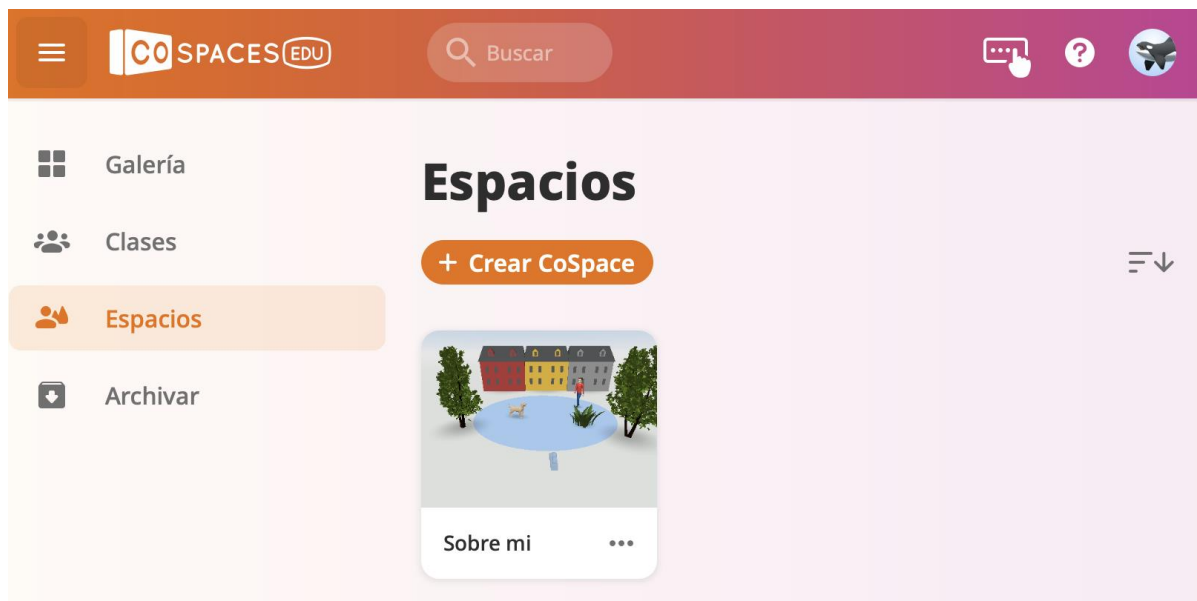 CO SPACES EDU
Buscar
?
Galería
Clases
Espacios
Archivar
Espacios
+ Crear CoSpace
Sobre mi